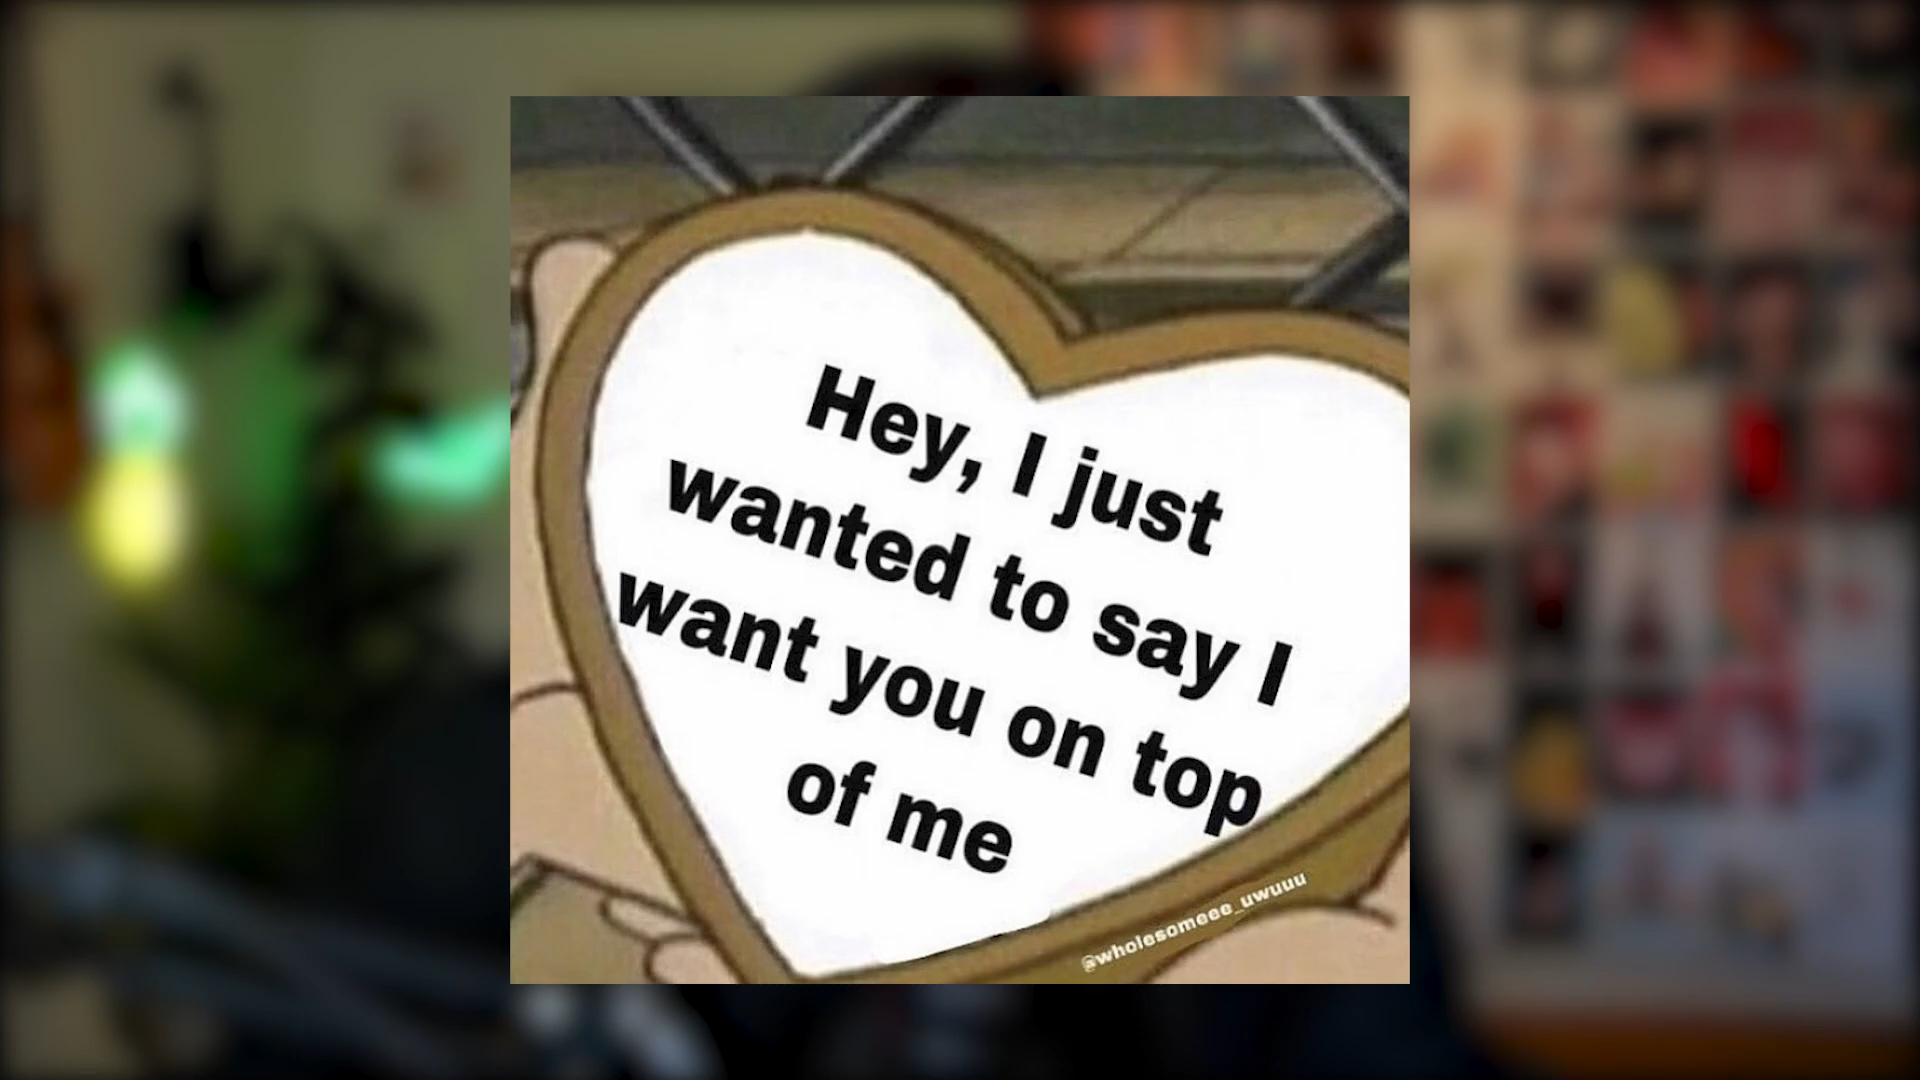 Hey, I just
wanted to say I
want you on top
of me
@wholesomeee_uwuuu